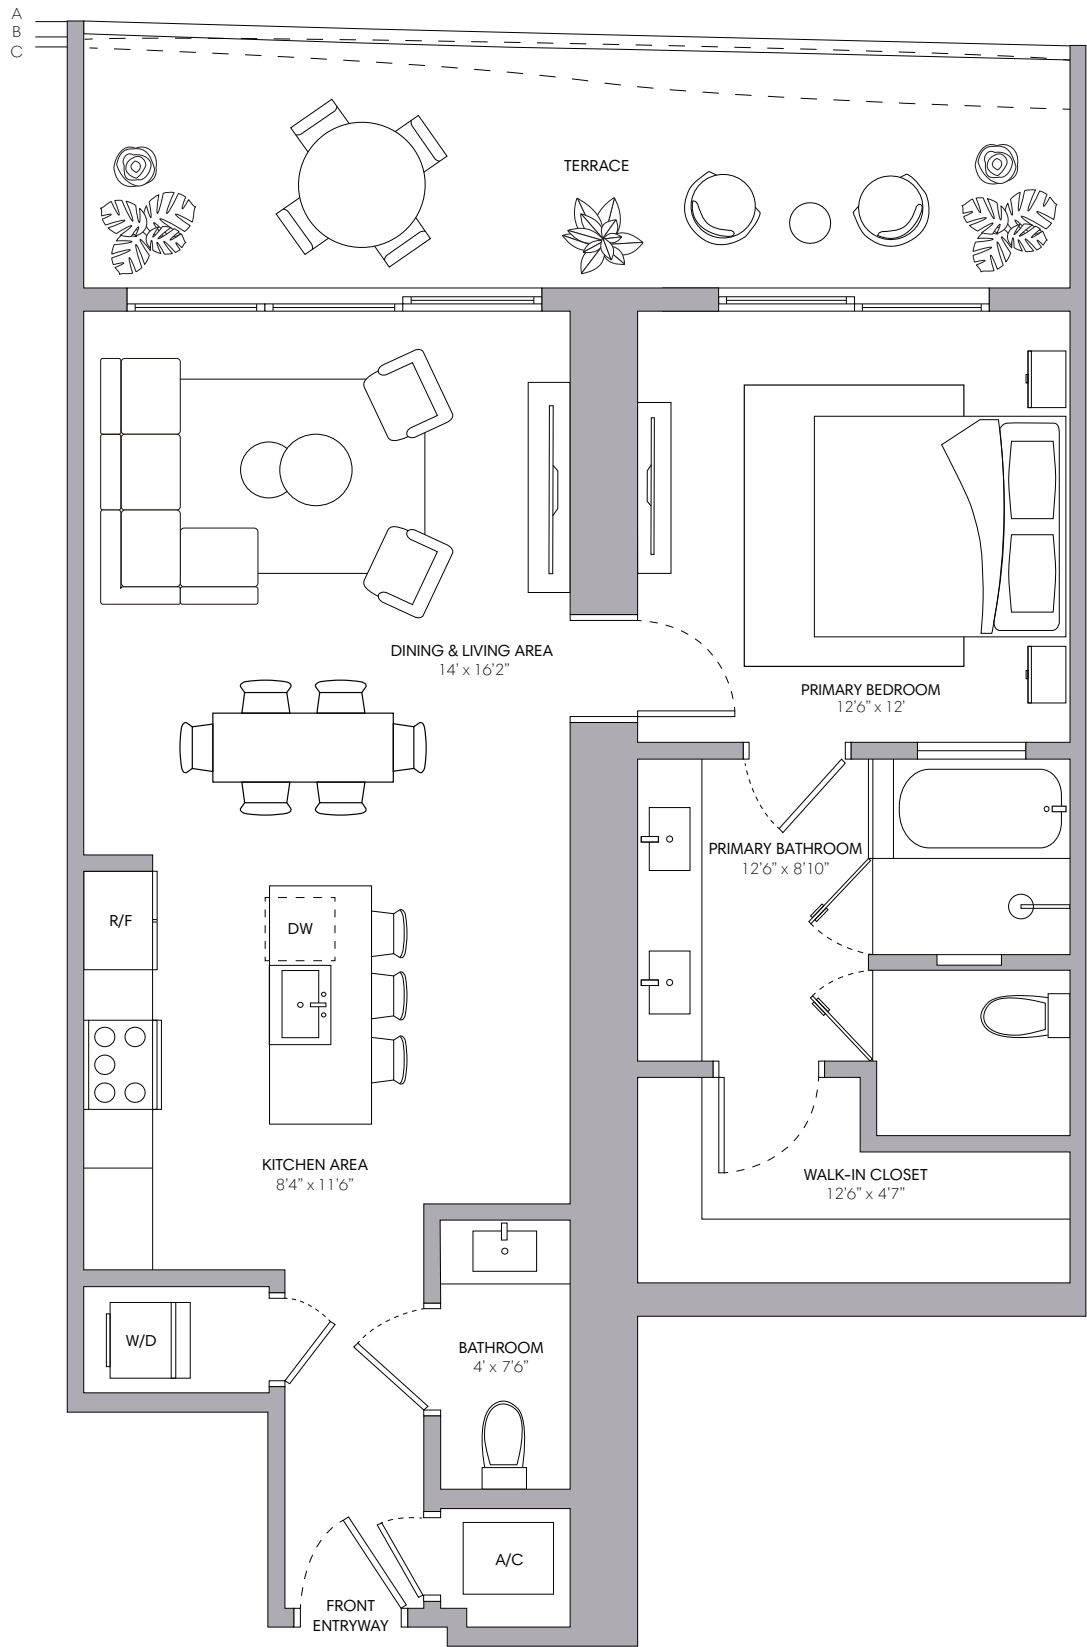 A
B
C
TERRACE
DINING & LIVING AREA
14' x 16'2”
PRIMARY BEDROOM
12'6” x 12'
PRIMARY BATHROOM
12'6” x 8'10”
R/F
DW
KITCHEN AREA
8'4” x 11'6”
WALK-IN CLOSET
12'6” x 4'7”
W/D
BATHROOM
4' x 7'6”
A/C
FRONT
ENTRYWAY